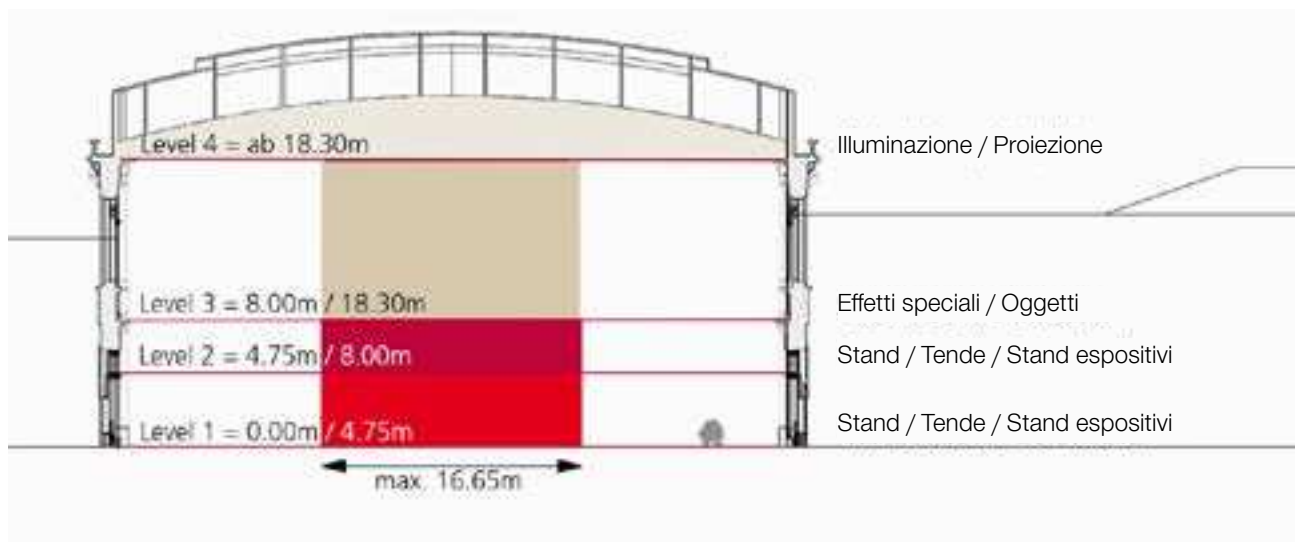 Level 4 = ab 18.30m
Illuminazione / Proiezione
Level 3 = 8.00m / 18.30m
Effetti speciali / Oggetti
Level 2 = 4.75m / 8.00m
Stand / Tende / Stand espositivi
Level 1 = 0.00m / 4.75m
Stand / Tende / Stand espositivi
max. 16.65m